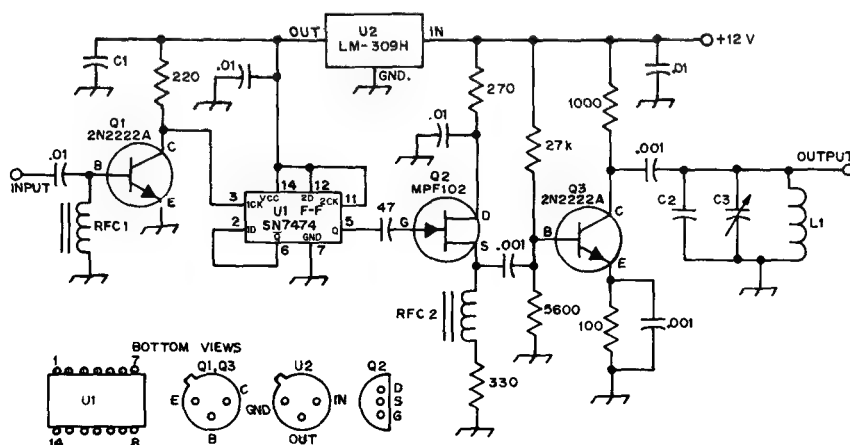 OUT
U2
LM-309H
IN
+12 V
C1
220
.01
GND.
270
.01
1000
Q1
2N2222A
C
.01
B
INPUT
E
RFC1
.01
27k
.001
OUTPUT
Q2
MPF102
Q3
2N2222A
C
C2
C3
L1
14
12
11
3
1CK
VCC
2D
2CK
U1 F-F
2
1D
SN7474
Q
5
47
G
D
S
B
E
Q
GND
6
7
.001
RFC 2
5600
100
.001
330
BOTTOM VIEWS
1
7
Q1,Q3
U2
Q2
U1
E
C
GND
IN
D
S
G
14
8
B
OUT